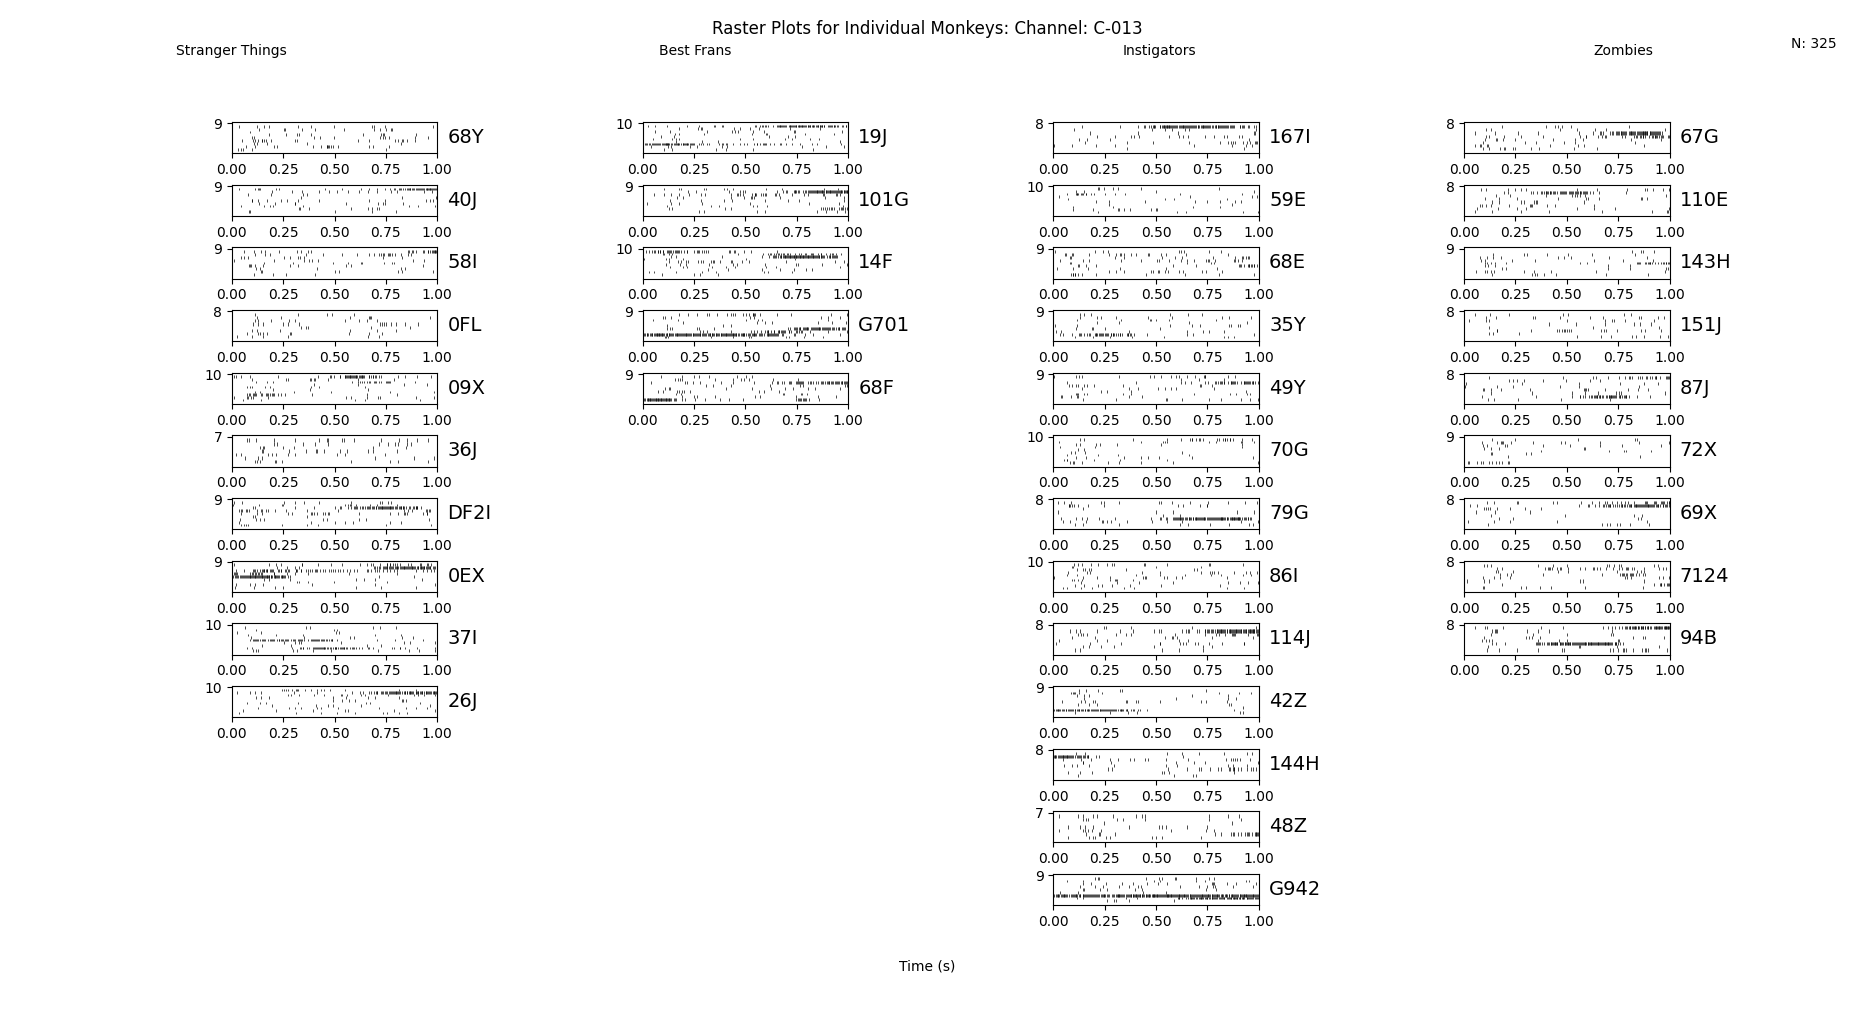 Raster Plots for Individual Monkeys: Channel: C-013
Stranger Things Best Frans Instigators Zombies N: 325
9 68Y 10 19J 8 167I 8 67G
0.00 0.25 0.50 0.75 1.00 0.00 0.25 0.50 0.75 1.00 0.00 0.25 0.50 0.75 1.00 0.00 0.25 0.50 0.75 1.00
9 40J 9 101G 10 59E 8 110E
0.00 0.25 0.50 0.75 1.00 0.00 0.25 0.50 0.75 1.00 0.00 0.25 0.50 0.75 1.00 0.00 0.25 0.50 0.75 1.00
9 58I 10 14F 9 68E 9 143H
0.00 0.25 0.50 0.75 1.00 0.00 0.25 0.50 0.75 1.00 0.00 0.25 0.50 0.75 1.00 0.00 0.25 0.50 0.75 1.00
8 0FL 9 G701 9 35Y 8 151J
0.00 0.25 0.50 0.75 1.00 0.00 0.25 0.50 0.75 1.00 0.00 0.25 0.50 0.75 1.00 0.00 0.25 0.50 0.75 1.00
10 09X 9 68F 9 49Y 8 87J
0.00 0.25 0.50 0.75 1.00 0.00 0.25 0.50 0.75 1.00 0.00 0.25 0.50 0.75 1.00 0.00 0.25 0.50 0.75 1.00
7 36J 10 70G 9 72X
0.00 0.25 0.50 0.75 1.00 0.00 0.25 0.50 0.75 1.00 0.00 0.25 0.50 0.75 1.00
9 DF2I 8 79G 8 69X
0.00 0.25 0.50 0.75 1.00 0.00 0.25 0.50 0.75 1.00 0.00 0.25 0.50 0.75 1.00
9 0EX 10 86I 8 7124
0.00 0.25 0.50 0.75 1.00 0.00 0.25 0.50 0.75 1.00 0.00 0.25 0.50 0.75 1.00
10 37I 8 114J 8 94B
0.00 0.25 0.50 0.75 1.00 0.00 0.25 0.50 0.75 1.00 0.00 0.25 0.50 0.75 1.00
10 26J 9 42Z
0.00 0.25 0.50 0.75 1.00 0.00 0.25 0.50 0.75 1.00
8 144H
0.00 0.25 0.50 0.75 1.00
7 48Z
0.00 0.25 0.50 0.75 1.00
9 G942
0.00 0.25 0.50 0.75 1.00
Time (s)